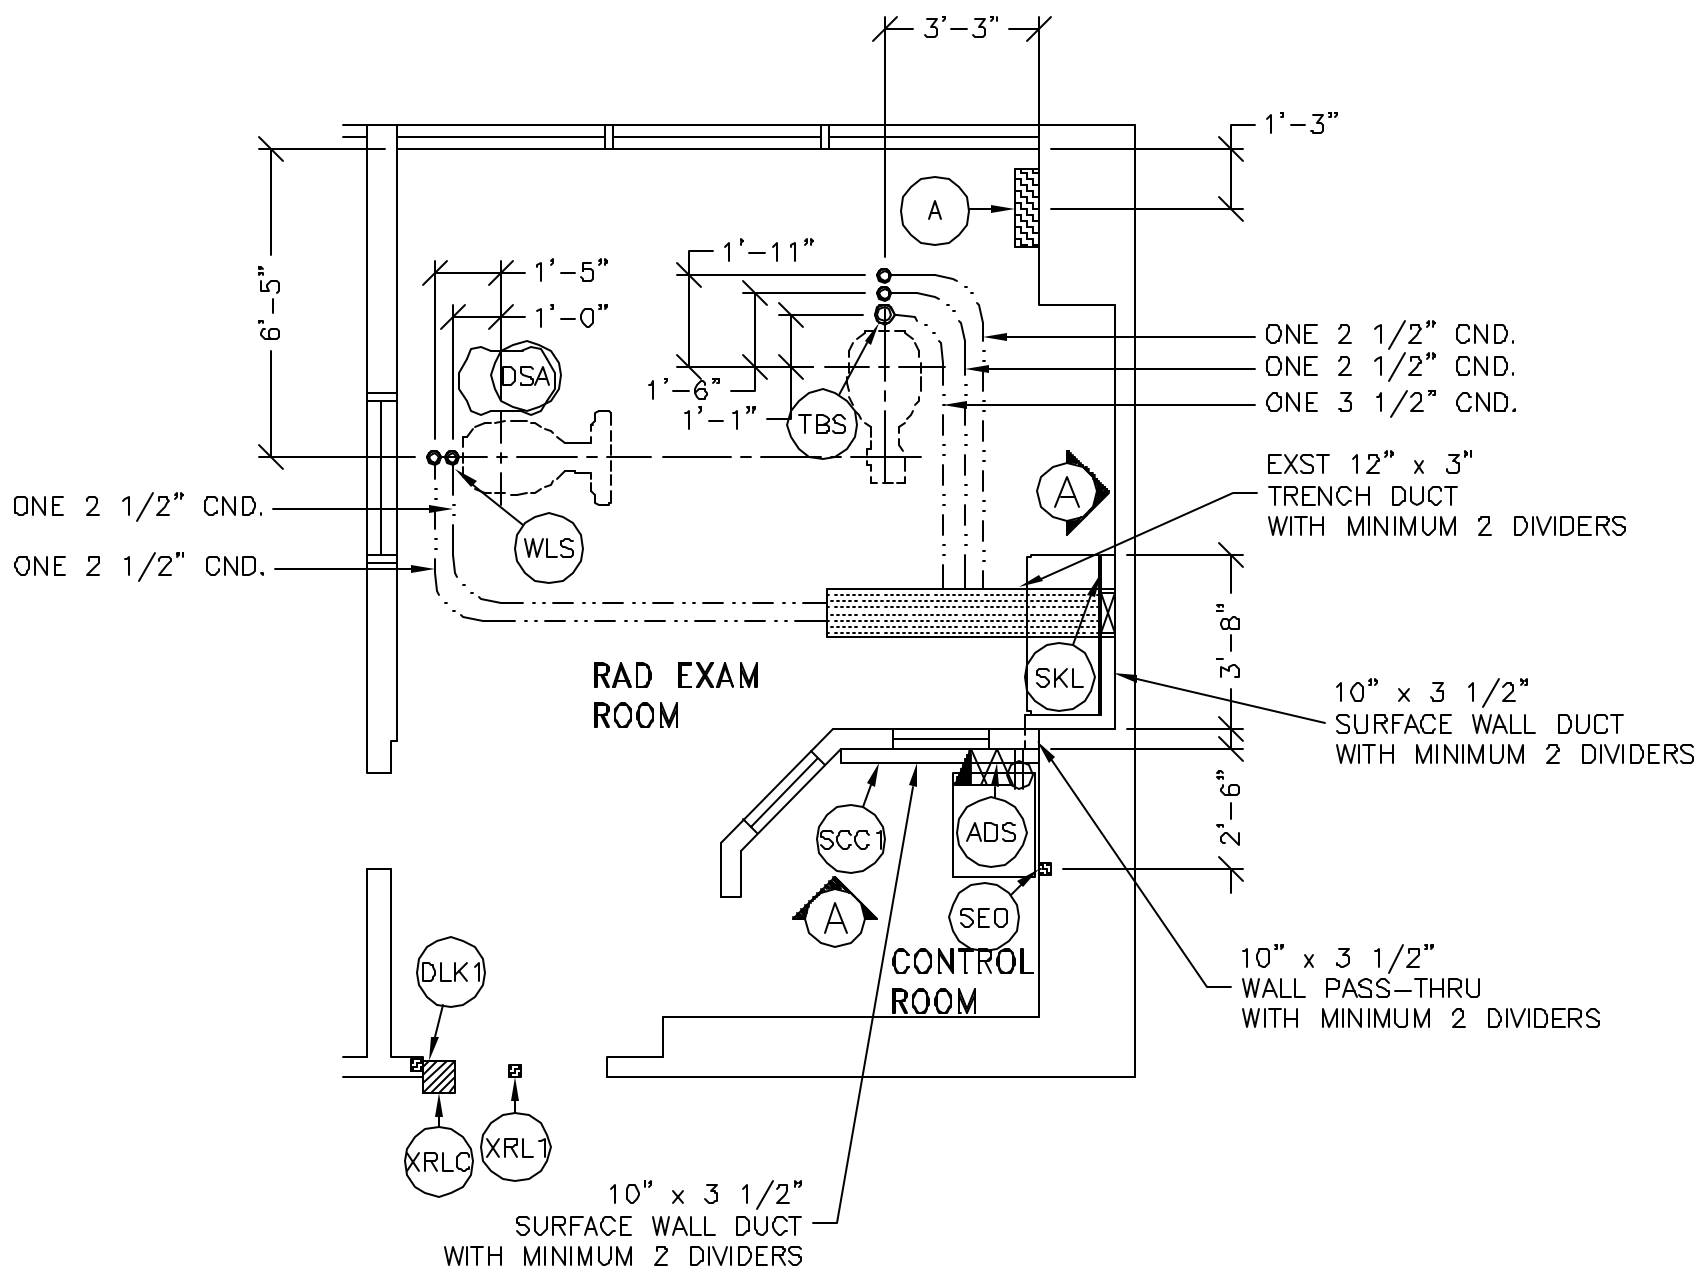 3'-3"
1'-3"
A
1'-11"
1'-5"
6'-5"
1'-0"
ONE 2 1/2" CND.
ONE 2 1/2" CND.
DSA
1'-6"
ONE 3 1/2" CND.
1'-1"
TBS
EXST 12" x 3"
TRENCH DUCT
WITH MINIMUM 2 DIVIDERS
A
ONE 2 1/2" CND.
WLS
ONE 2 1/2" CND.
3'-8"
RAD EXAM
ROOM
SKL
10" x 3 1/2"
SURFACE WALL DUCT
WITH MINIMUM 2 DIVIDERS
2'-6"
SCC1
ADS
A
SEO
CONTROL
ROOM
10" x 3 1/2"
WALL PASS-THRU
WITH MINIMUM 2 DIVIDERS
DLK1
XRLC
XRL1
10" x 3 1/2"
SURFACE WALL DUCT
WITH MINIMUM 2 DIVIDERS